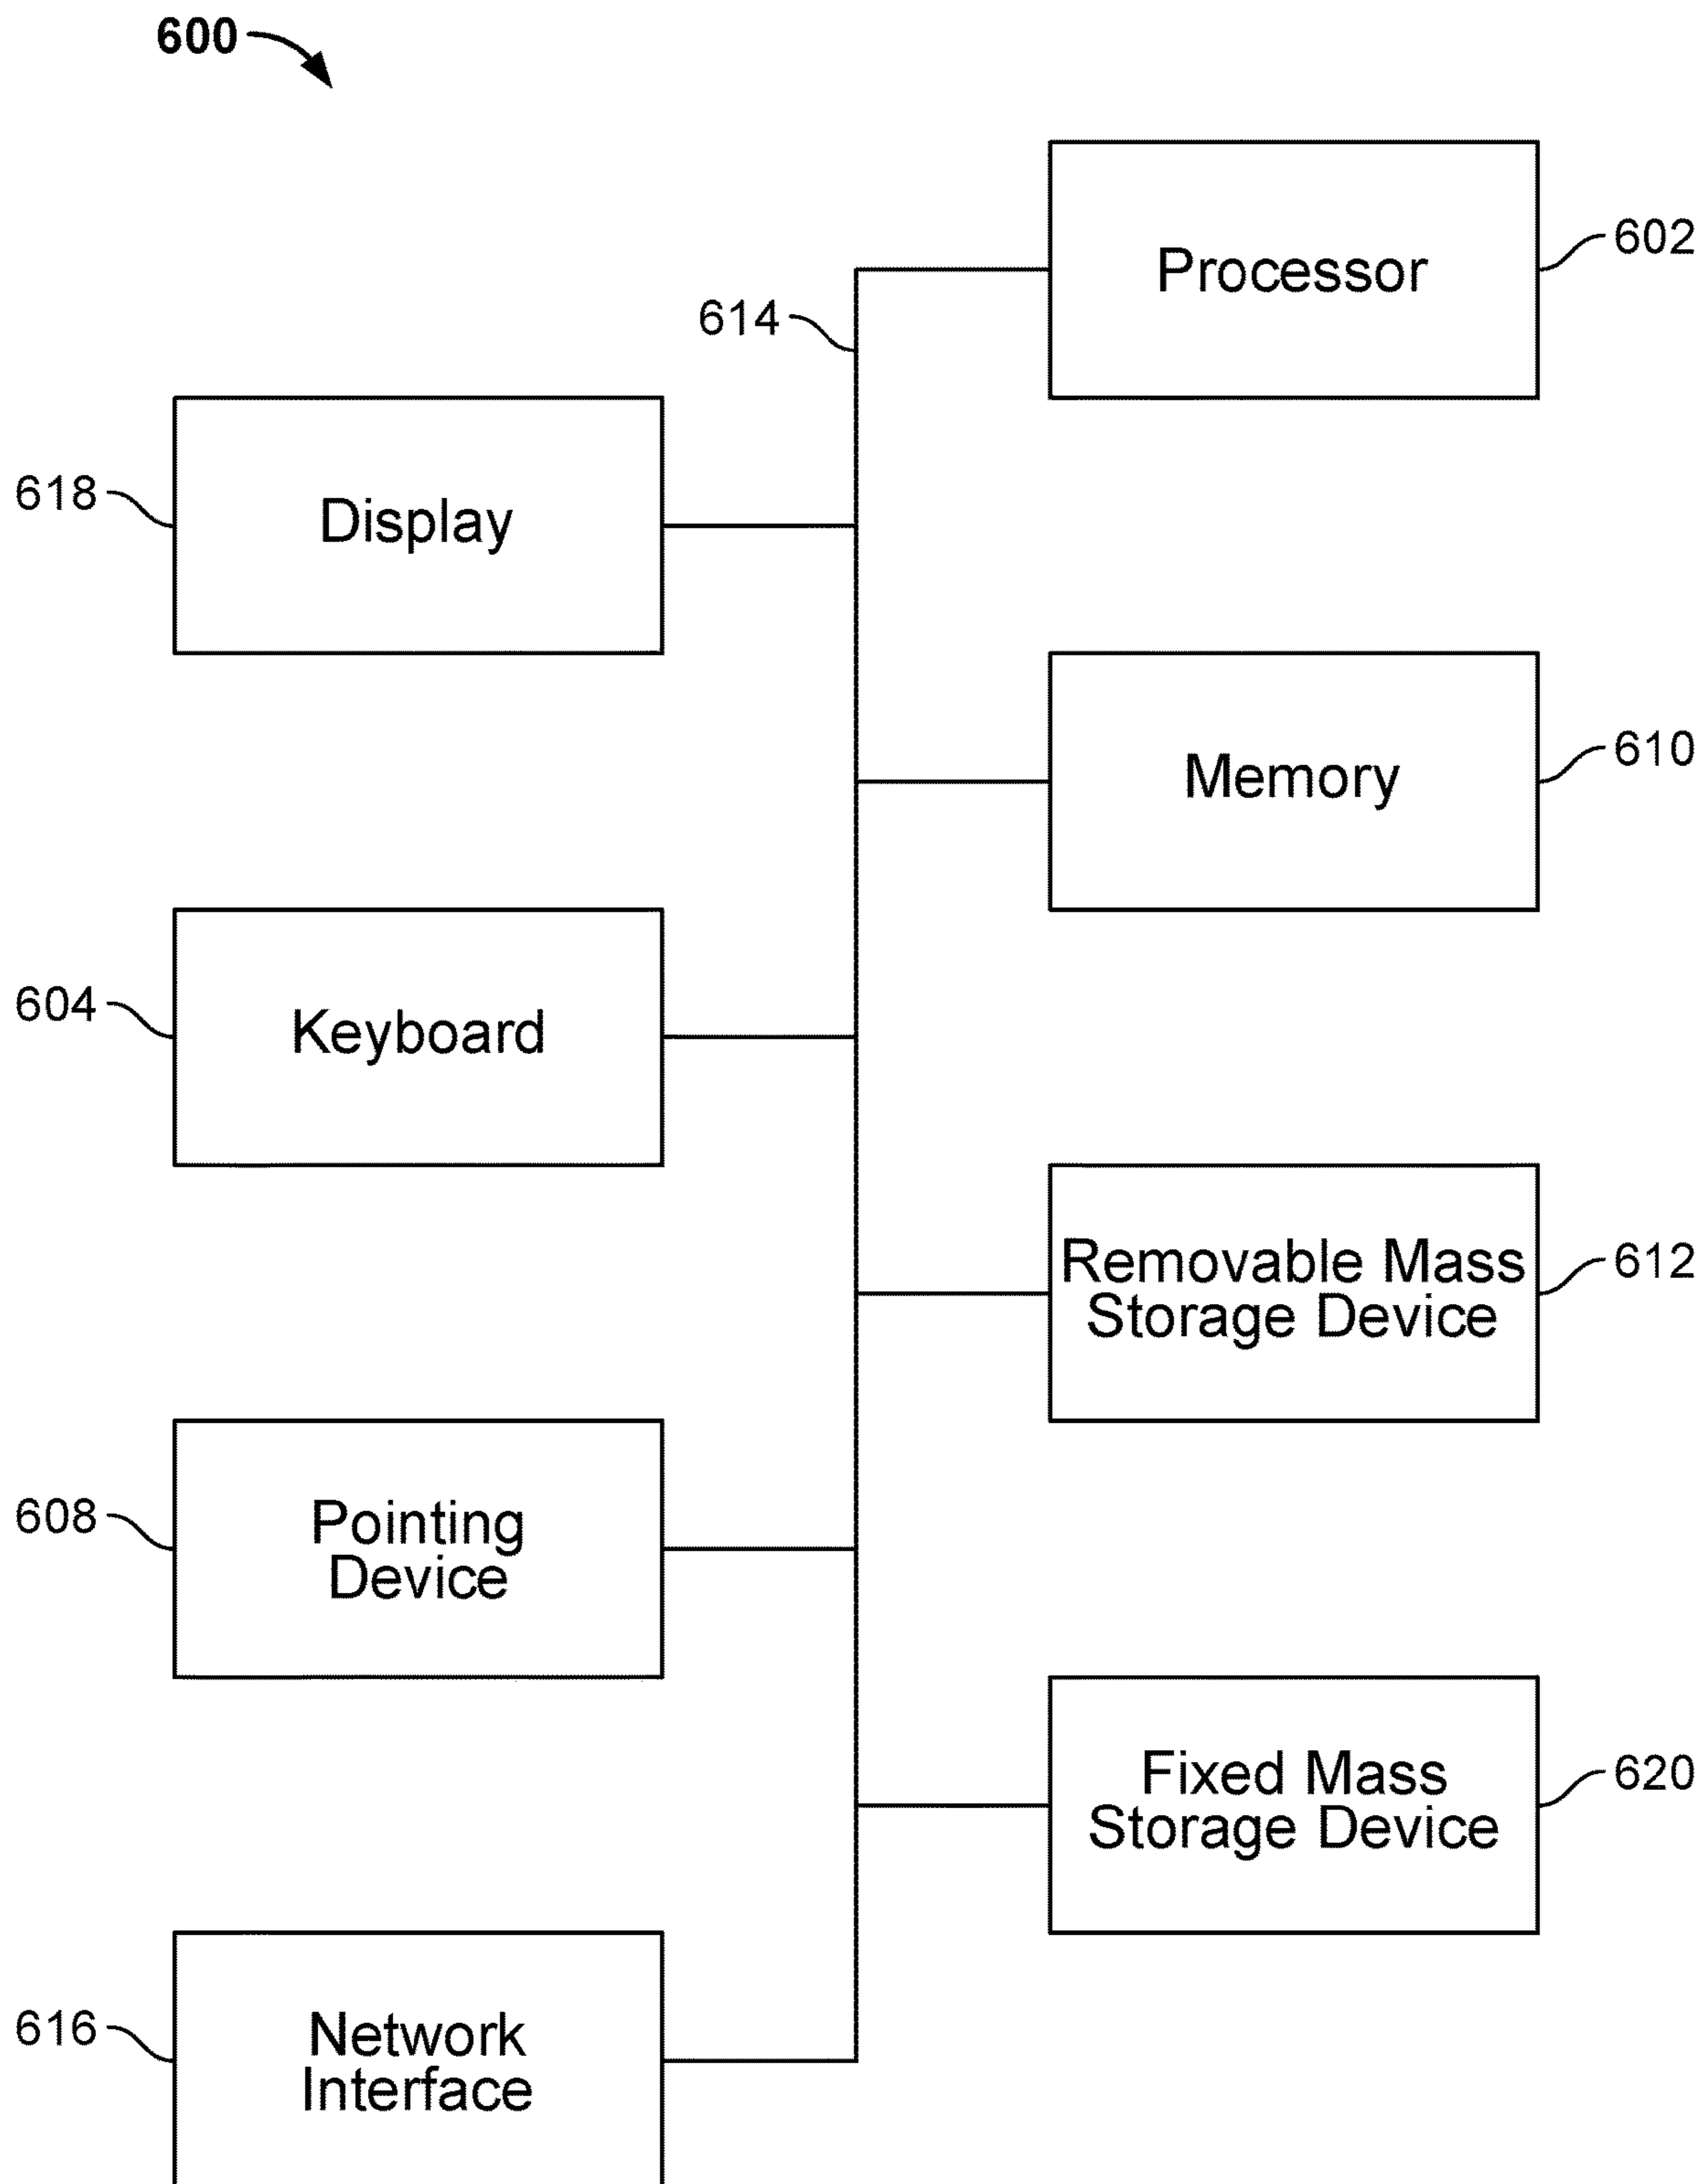 600
Processor
602
614
618
Display
Memory
610
604
Keyboard
Removable Mass
Storage Device
612
608
Pointing
Device
Fixed Mass
Storage Device
620
616
Network
Interface